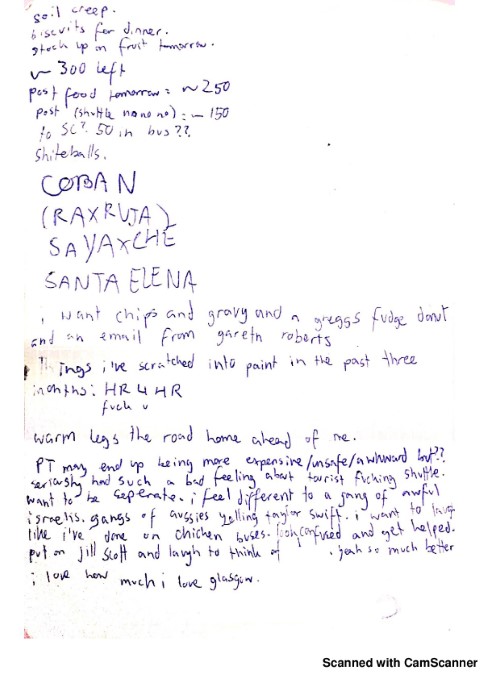 soil creep.
biscuits for dinner.
stock up on fruit tomorrow.
~ 300 left
post food tomorrow = ~250
post (shuttle no no no) = ~ 150
to SC? 50 in bus??
Shiteballs.
COBAN
(RAXRUJA)
SAYAXCHE
SANTA ELENA
i want chips and gravy and a greggs fudge donut
and an email from gareth roberts
Things i've scratched into paint in the past three
months: HR 4 HR
fuck u
warm legs the road home ahead of me.
PT may end up being more expensive/unsafe/awkward but??
seriously had such a bad feeling about tourist fucking shuttle.
want to be seperate. i feel different to a gang of awful
israelis. gangs of aussies yelling taylor swift. i want to laugh
like i've done on chicken buses. look confused and get helped.
put on jill scott and laugh to think of . yeah so much better
i love how much i love glasgow.
Scanned with CamScanner